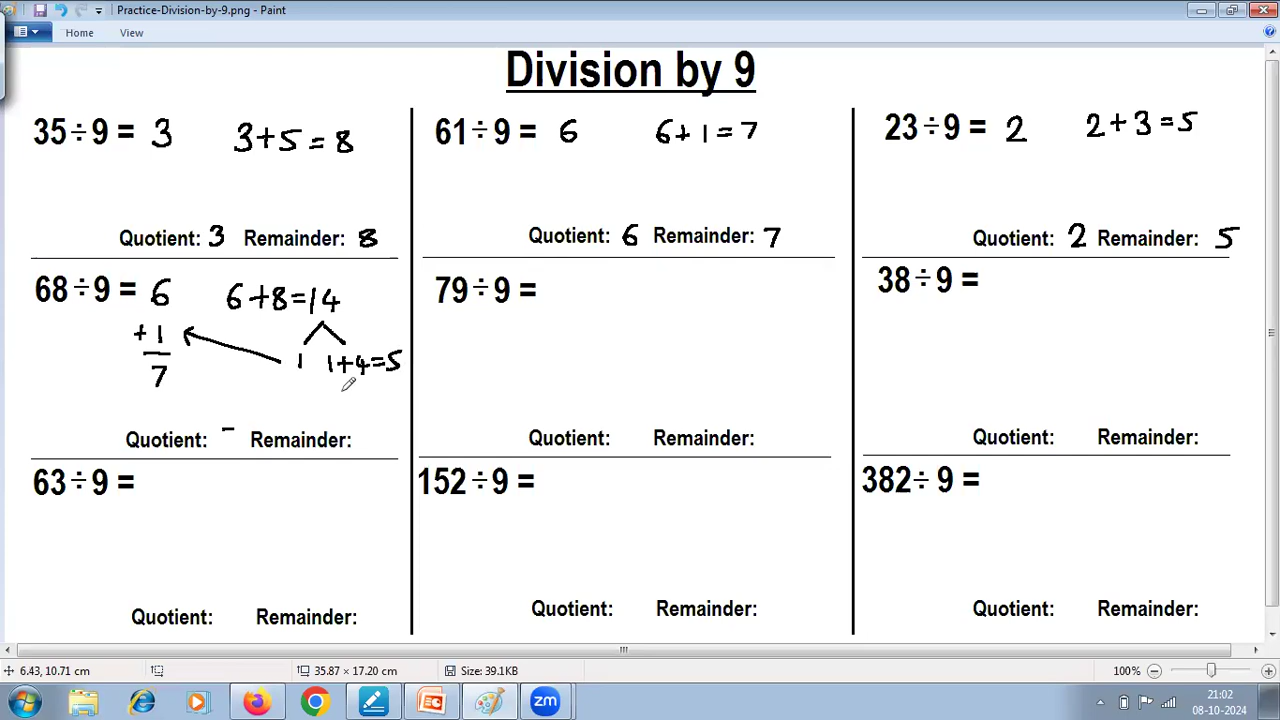 Practice-Division-by-9.png - Paint
Home View
Division by 9
35÷9 = 3 3+5=8
Quotient: 3 Remainder: 8
68÷9 = 6 6+8=14
+1 1 1+4=5
7
Quotient: Remainder:
63÷9 =
Quotient: Remainder:
61÷9 = 6 6+1=7
Quotient: 6 Remainder: 7
79÷9 =
Quotient: Remainder:
152÷9 =
Quotient: Remainder:
23÷9 = 2 2+3=5
Quotient: 2 Remainder: 5
38÷9 =
Quotient: Remainder:
382÷9 =
Quotient: Remainder:
6.43, 10.71 cm 35.87 × 17.20 cm Size: 39.1KB 100%
zm 21:02
08-10-2024